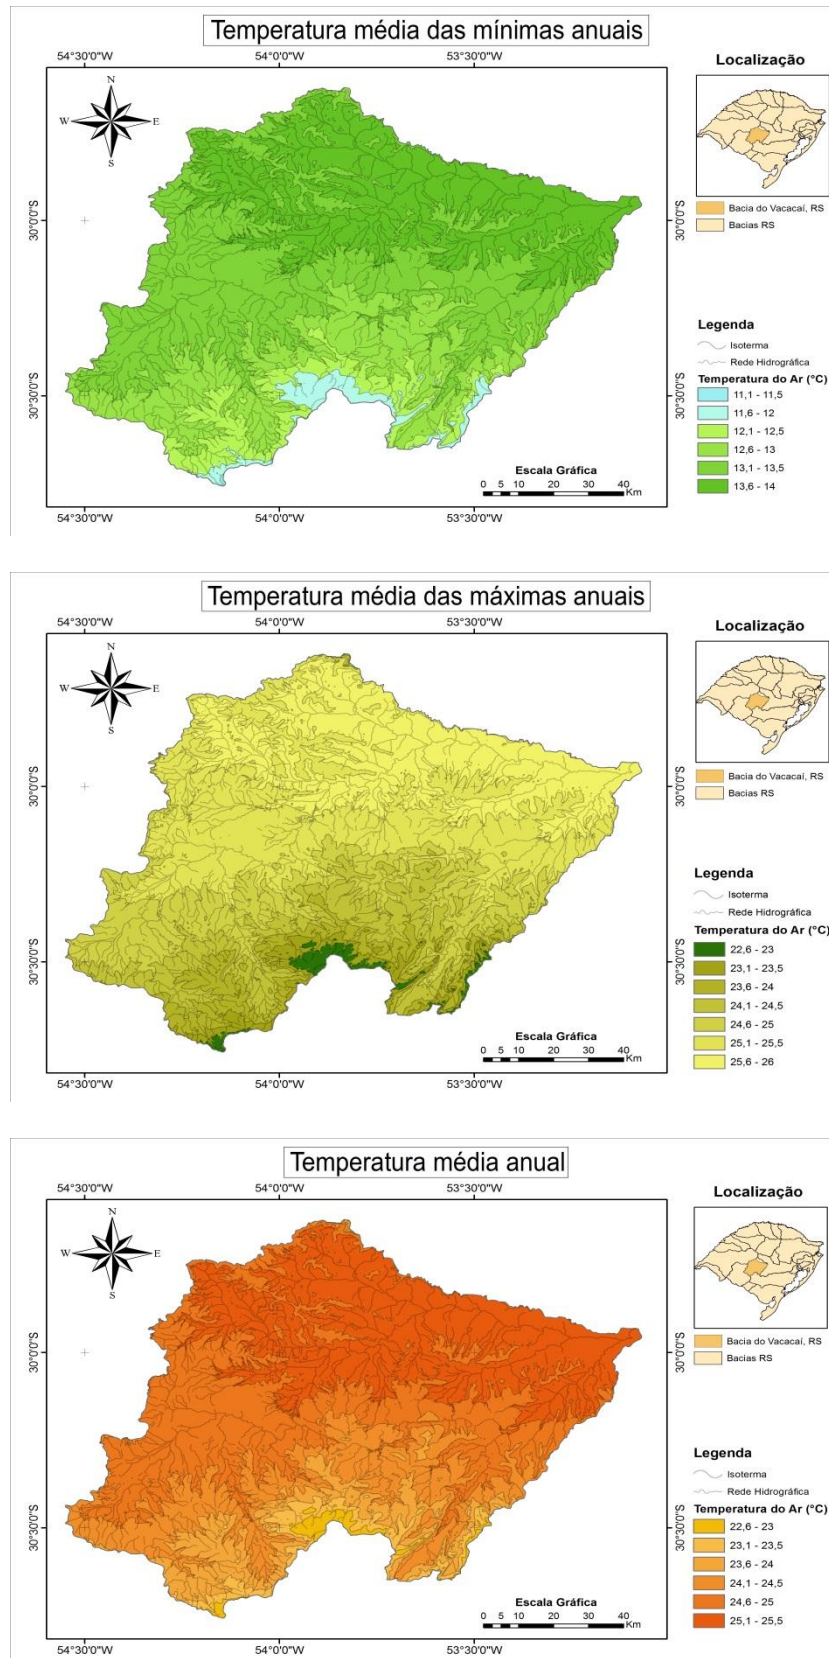 Temperatura média das mínimas anuais
54°30'0"W 54°0'0"W 53°30'0"W
Localização
N
W E
S
30°0'0"S 30°0'0"S
Bacia do Vacacaí, RS
Bacias RS
Legenda
Isoterma
Rede Hidrográfica
30°30'0"S 30°30'0"S
Temperatura do Ar (°C)
11,1 - 11,5
11,6 - 12
12,1 - 12,5
12,6 - 13
13,1 - 13,5
13,6 - 14
Escala Gráfica
0 5 10 20 30 40
Km
54°30'0"W 54°0'0"W 53°30'0"W
Temperatura média das máximas anuais
54°30'0"W 54°0'0"W 53°30'0"W
Localização
N
W E
S
30°0'0"S 30°0'0"S
Bacia do Vacacaí, RS
Bacias RS
Legenda
Isoterma
Rede Hidrográfica
30°30'0"S 30°30'0"S
Temperatura do Ar (°C)
22,6 - 23
23,1 - 23,5
23,6 - 24
24,1 - 24,5
24,6 - 25
25,1 - 25,5
25,6 - 26
Escala Gráfica
0 5 10 20 30 40
Km
54°30'0"W 54°0'0"W 53°30'0"W
Temperatura média anual
54°30'0"W 54°0'0"W 53°30'0"W
Localização
N
W E
S
30°0'0"S 30°0'0"S
Bacia do Vacacaí, RS
Bacias RS
Legenda
Isoterma
Rede Hidrográfica
30°30'0"S 30°30'0"S
Temperatura do Ar (°C)
22,6 - 23
23,1 - 23,5
23,6 - 24
24,1 - 24,5
24,6 - 25
25,1 - 25,5
Escala Gráfica
0 5 10 20 30 40
Km
54°30'0"W 54°0'0"W 53°30'0"W